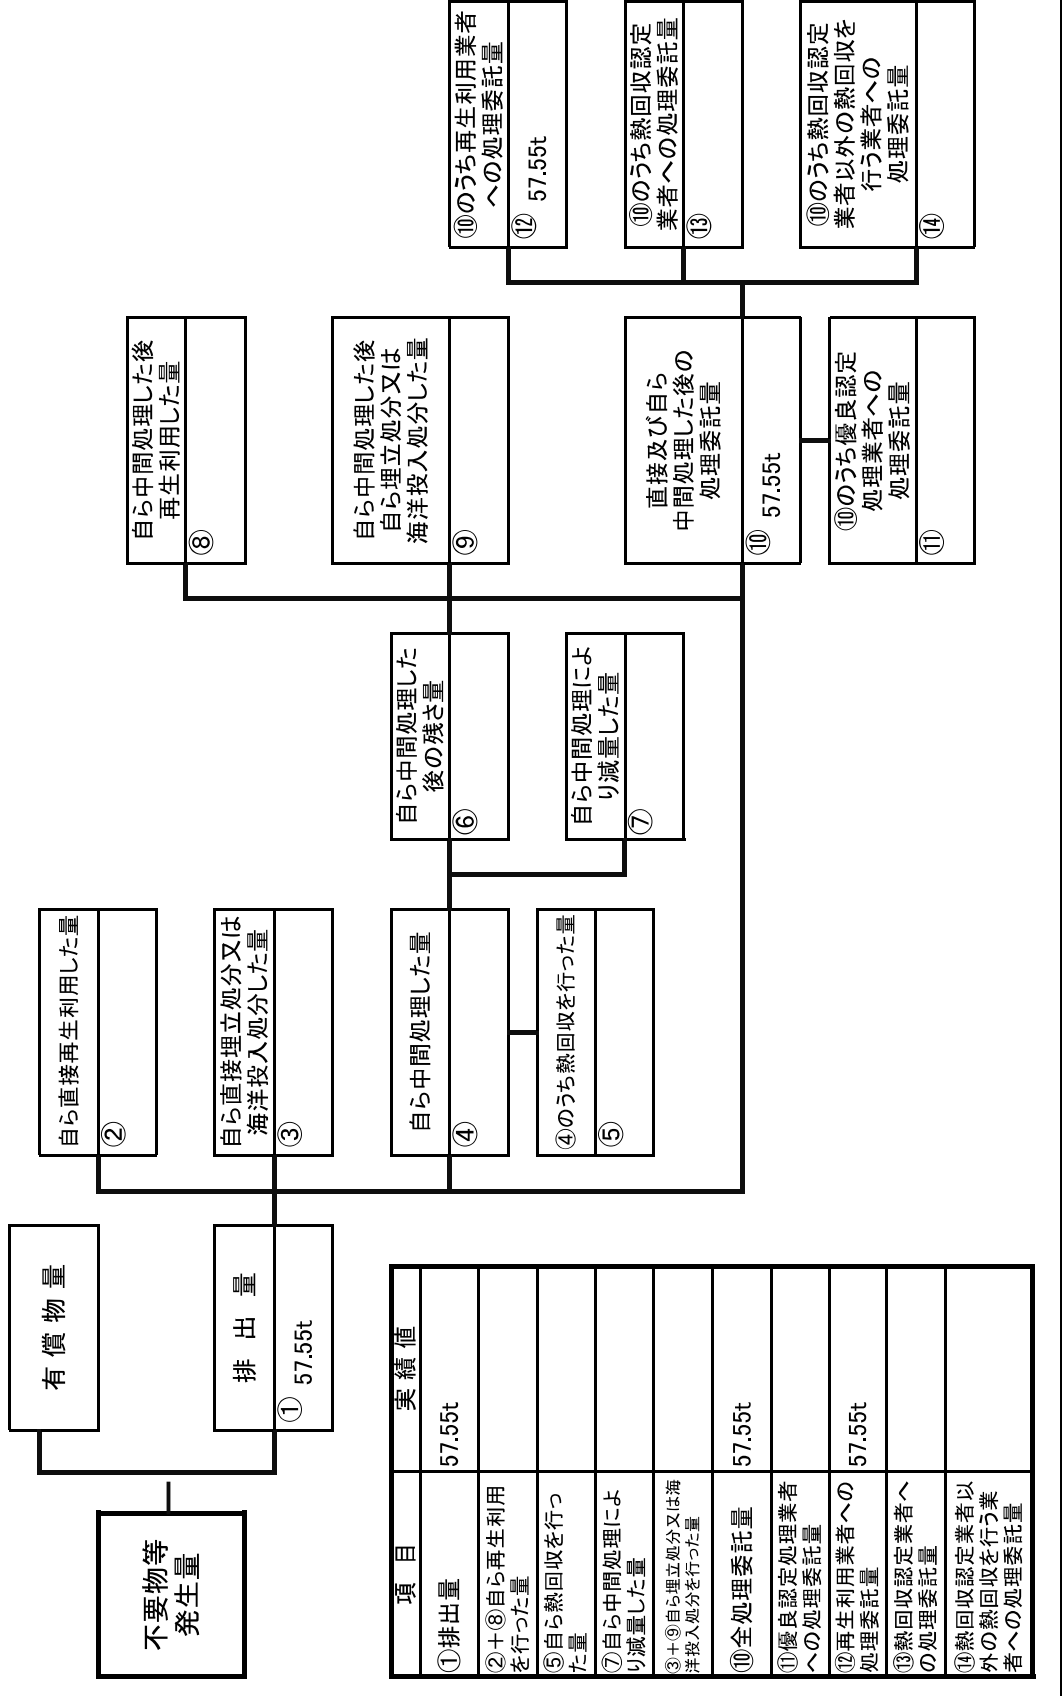 不要物等
発生量
有 償 物 量
排 出 量
① 57.55t
自ら直接再生利用した量
②
自ら直接埋立処分又は
海洋投入処分した量
③
自ら中間処理した量
④
④のうち熱回収を行った量
⑤
自ら中間処理した
後の残さ量
⑥
自ら中間処理によ
り減量した量
⑦
自ら中間処理した後
再生利用した量
⑧
自ら中間処理した後
自ら埋立処分又は
海洋投入処分した量
⑨
直接及び自ら
中間処理した後の
処理委託量
⑩ 57.55t
⑩のうち優良認定
処理業者への
処理委託量
⑪
⑩のうち再生利用業者
への処理委託量
⑫ 57.55t
⑩のうち熱回収認定
業者への処理委託量
⑬
⑩のうち熱回収認定
業者以外の熱回収を
行う業者への
処理委託量
⑭
項 目 実 績 値
①排出量 57.55t
②+⑧自ら再生利用
を行った量
⑤自ら熱回収を行っ
た量
⑦自ら中間処理によ
り減量した量
③+⑨自ら埋立処分又は海
洋投入処分を行った量
⑩全処理委託量 57.55t
⑪優良認定処理業者
への処理委託量
⑫再生利用業者への
処理委託量 57.55t
⑬熱回収認定業者へ
の処理委託量
⑭熱回収認定業者以
外の熱回収を行う業
者への処理委託量